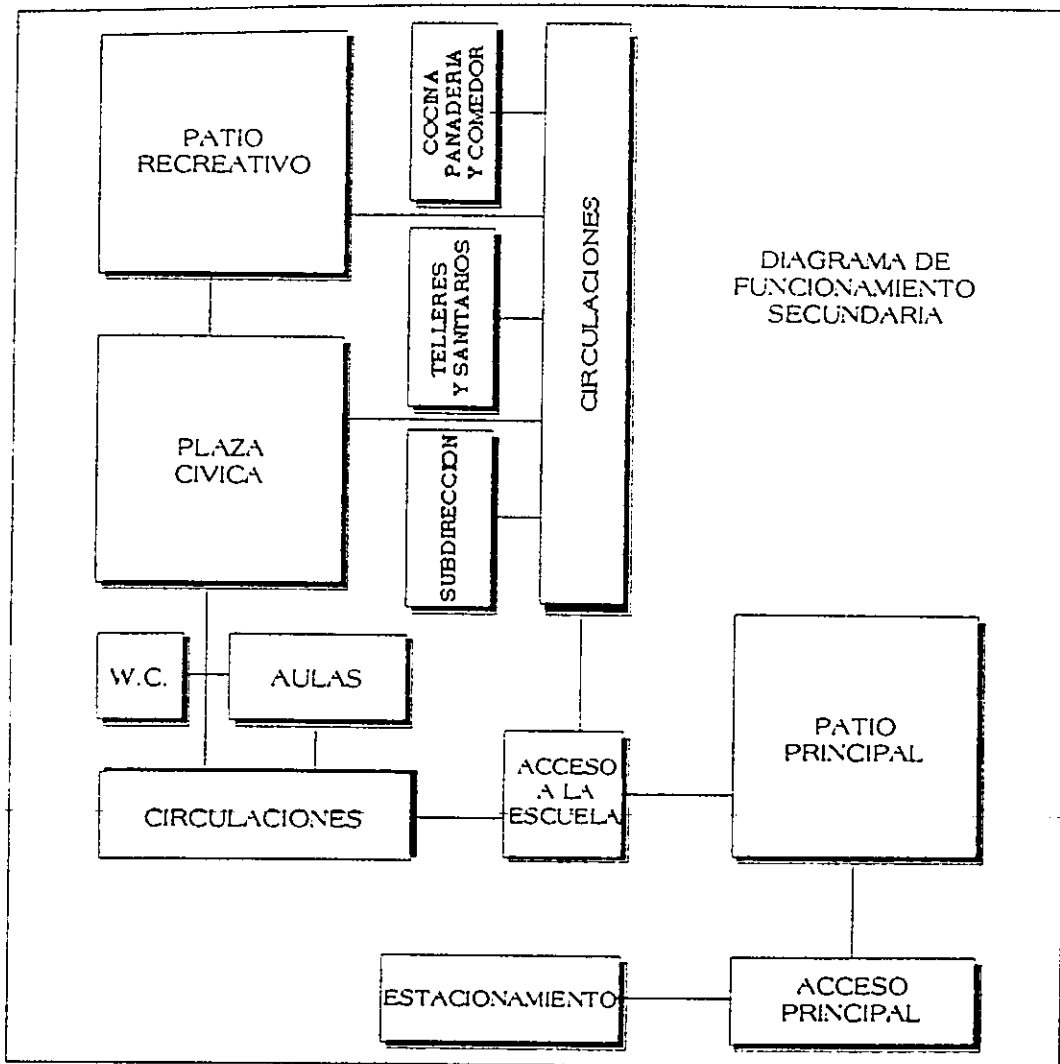 PATIO
RECREATIVO
COCINA
PANADERIA
Y COMEDOR
TELLERES
Y SANITARIOS
SUBDIRECCION
CIRCULACIONES
DIAGRAMA DE
FUNCIONAMIENTO
SECUNDARIA
PLAZA
CIVICA
W.C.
AULAS
CIRCULACIONES
ACCESO
A LA
ESCUELA
PATIO
PRINCIPAL
ESTACIONAMIENTO
ACCESO
PRINCIPAL